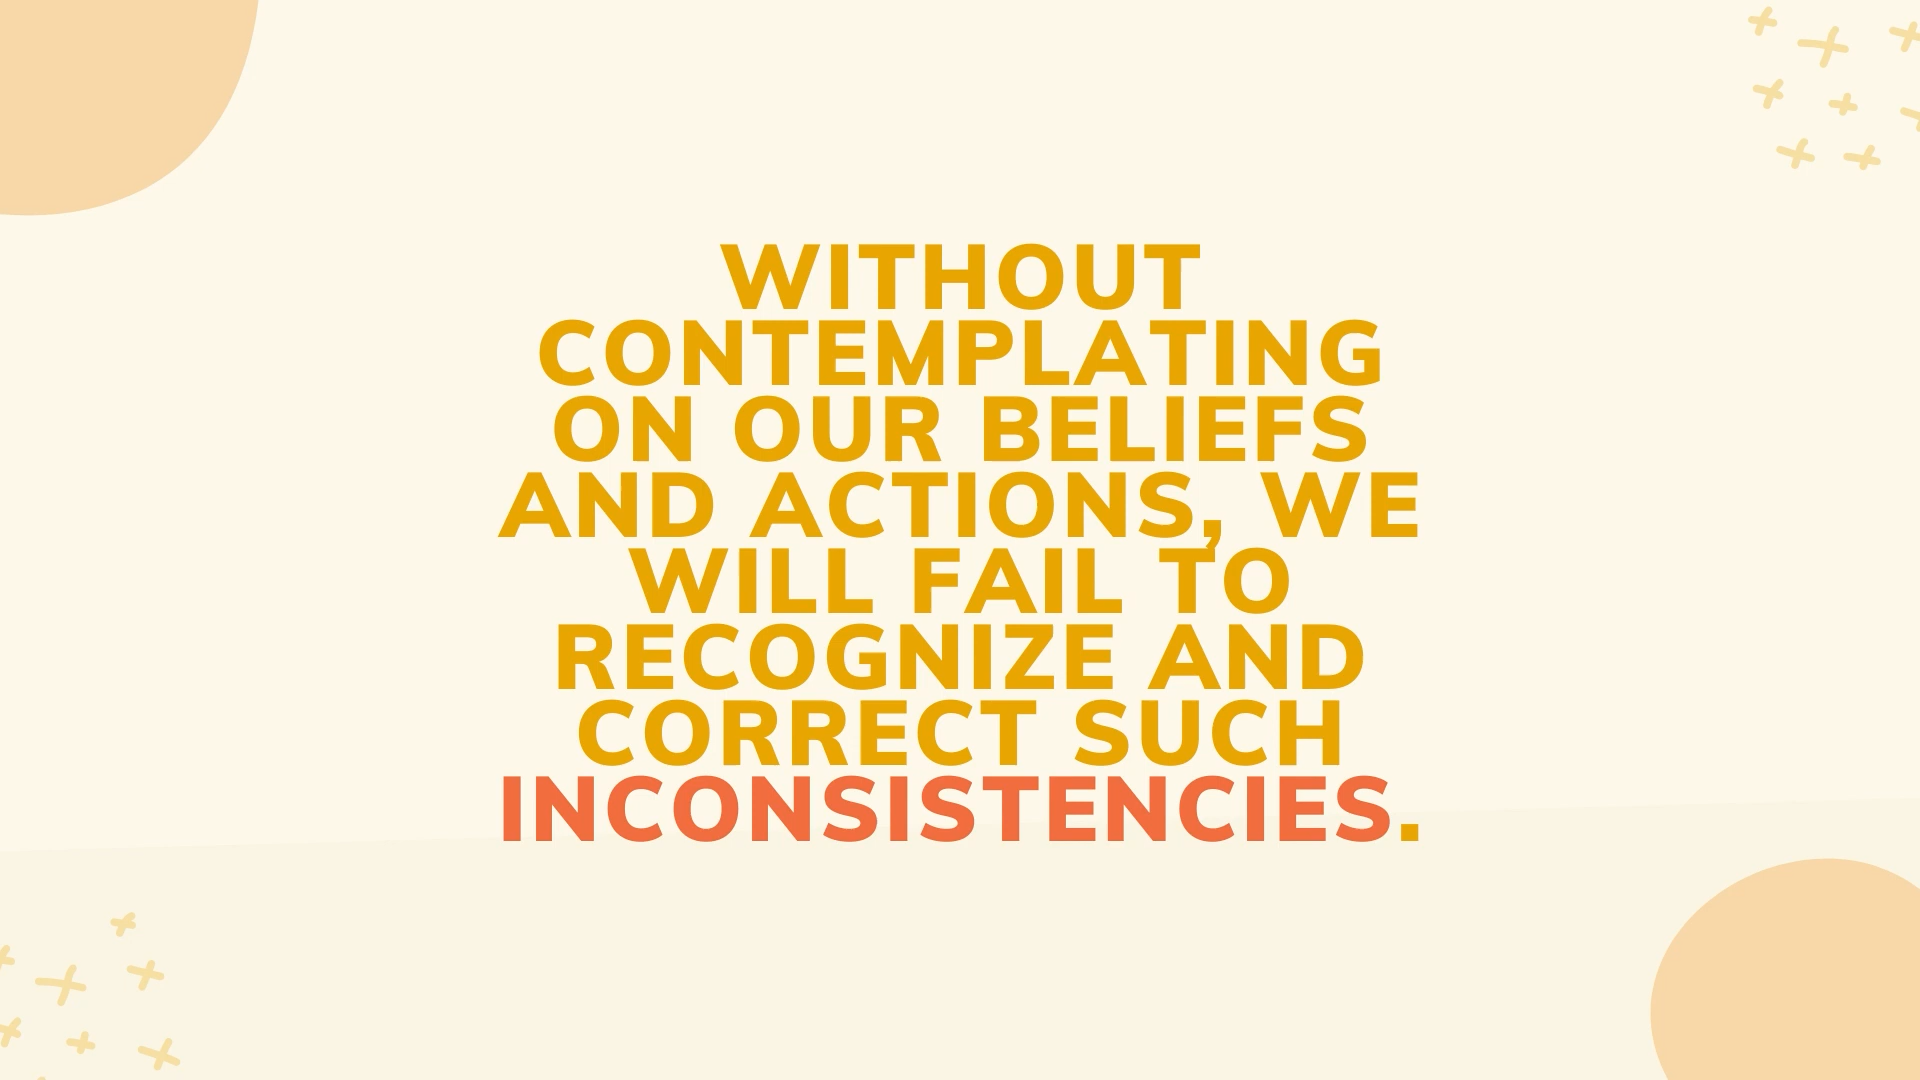 WITHOUT
CONTEMPLATING
ON OUR BELIEFS
AND ACTIONS, WE
WILL FAIL TO
RECOGNIZE AND
CORRECT SUCH
INCONSISTENCIES.